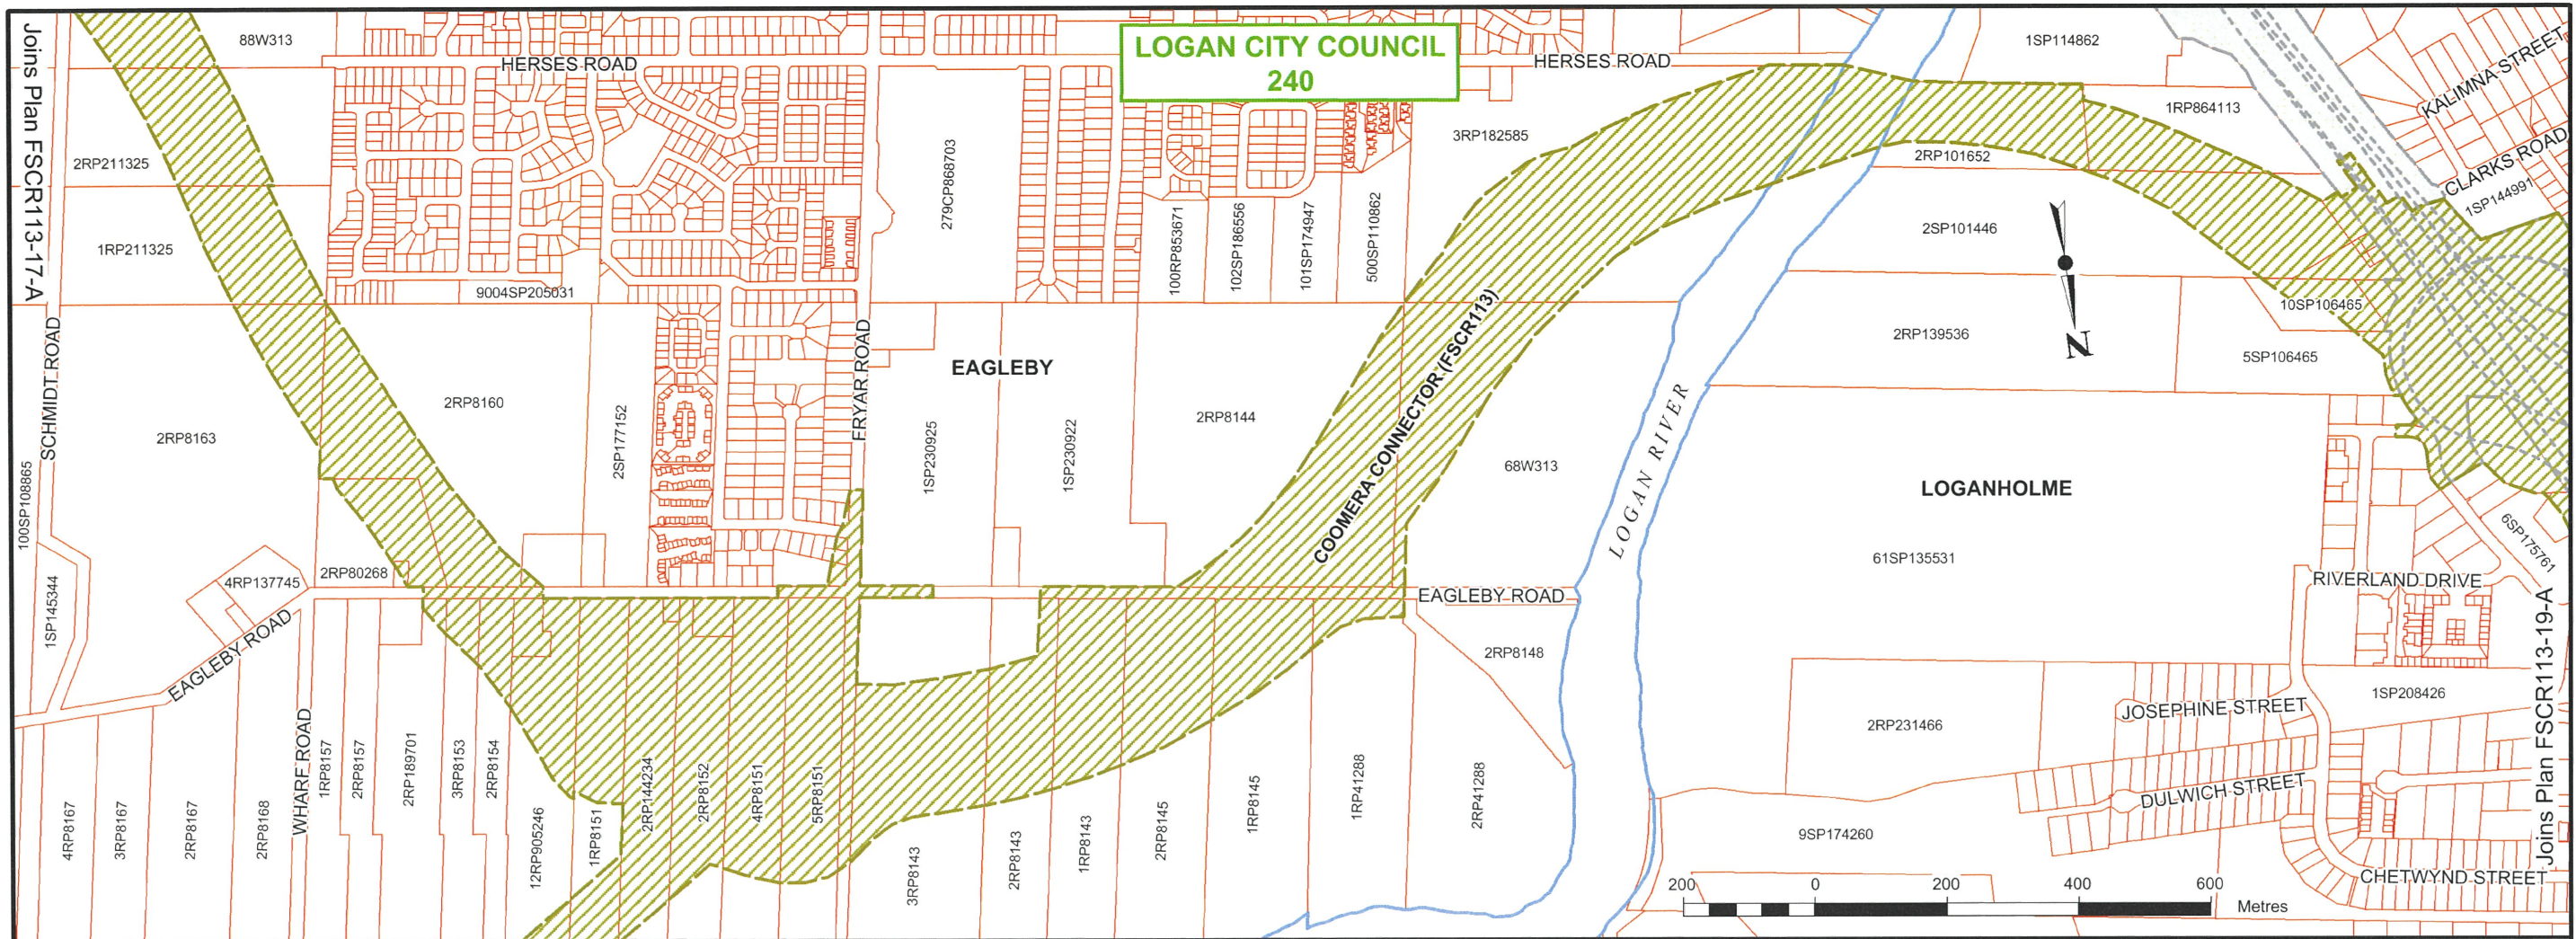 Joins Plan FSCR113-17-A
88W313
HERSES ROAD
LOGAN CITY COUNCIL
240
HERSES ROAD
1SP114862
KALIMNA STREET
CLARKS ROAD
1SP144991
1RP864113
2RP211325
279CP868703
3RP182585
2RP101652
1RP211325
100RP853671
102SP186556
101SP174947
500SP110862
2SP101446
9004SP205031
10SP106465
N
SCHMIDT ROAD
2RP8163
2RP8160
2SP177152
FRYAR ROAD
EAGLEBY
1SP230925
1SP230922
2RP8144
COOMERA CONNECTOR (FSCR113)
68W313
LOGAN RIVER
2RP139536
5SP106465
LOGANHOLME
61SP135531
6SP175761
100SP108865
1SP145344
4RP137745
2RP80268
EAGLEBY ROAD
EAGLEBY ROAD
2RP8148
RIVERLAND DRIVE
1SP208426
JOSEPHINE STREET
2RP231466
DULWICH STREET
9SP174260
CHETWYND STREET
Joins Plan FSCR113-19-A
4RP8167
3RP8167
2RP8167
2RP8168
WHARF ROAD
1RP8157
2RP8157
2RP189701
3RP8153
2RP8154
12RP905246
1RP8151
2RP144234
2RP8152
4RP8151
5RP8151
3RP8143
2RP8143
1RP8143
2RP8145
1RP8145
1RP41288
2RP41288
200 0 200 400 600
Metres